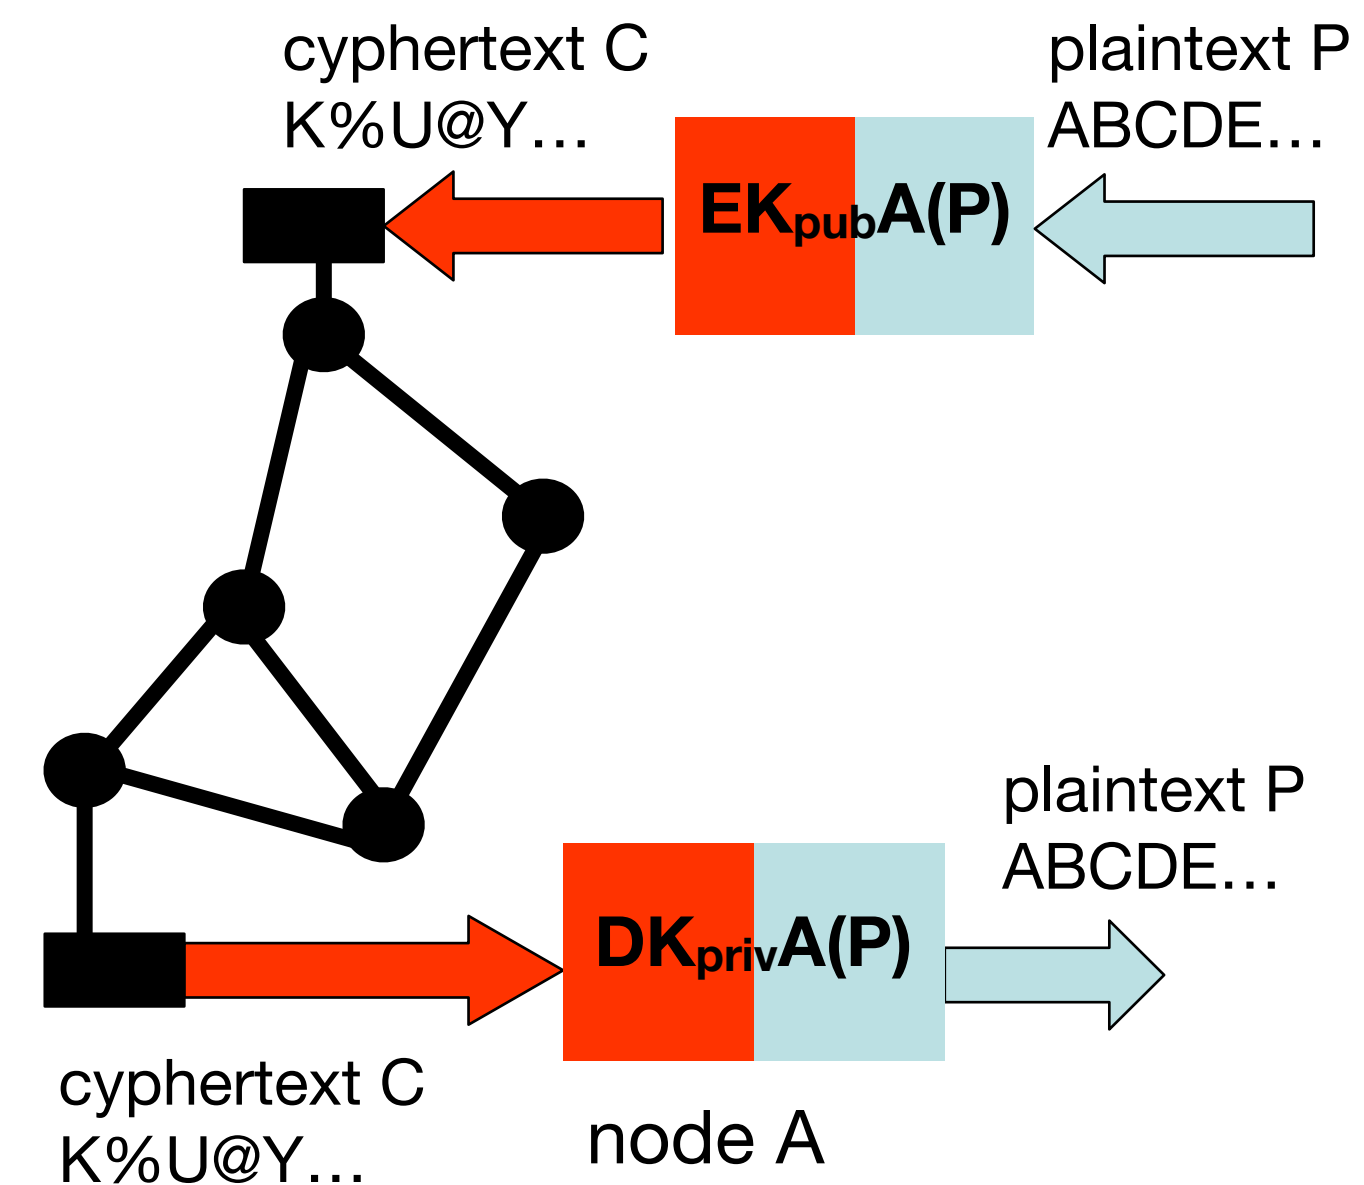 cyphertext C
K%U@Y…
plaintext P
ABCDE…
EKpubA(P)
plaintext P
ABCDE…
DKprivA(P)
cyphertext C
K%U@Y…
node A